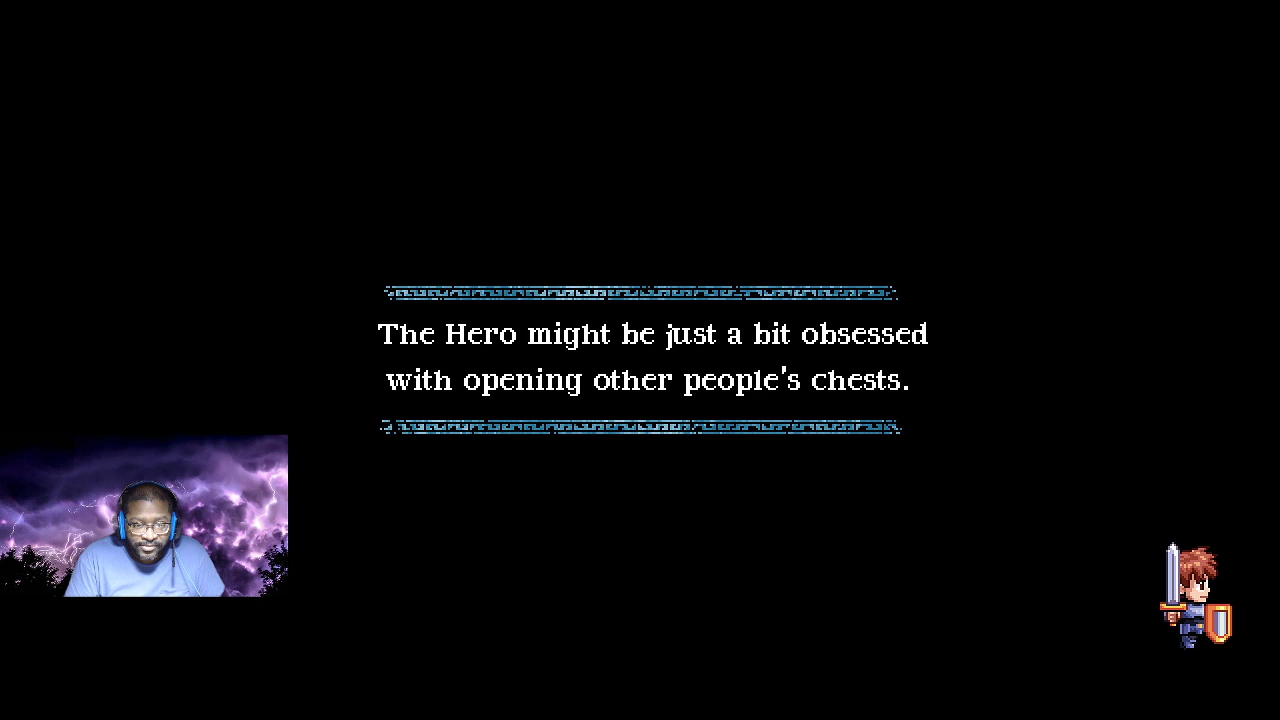 The Hero might be just a bit obsessed
with opening other people's chests.